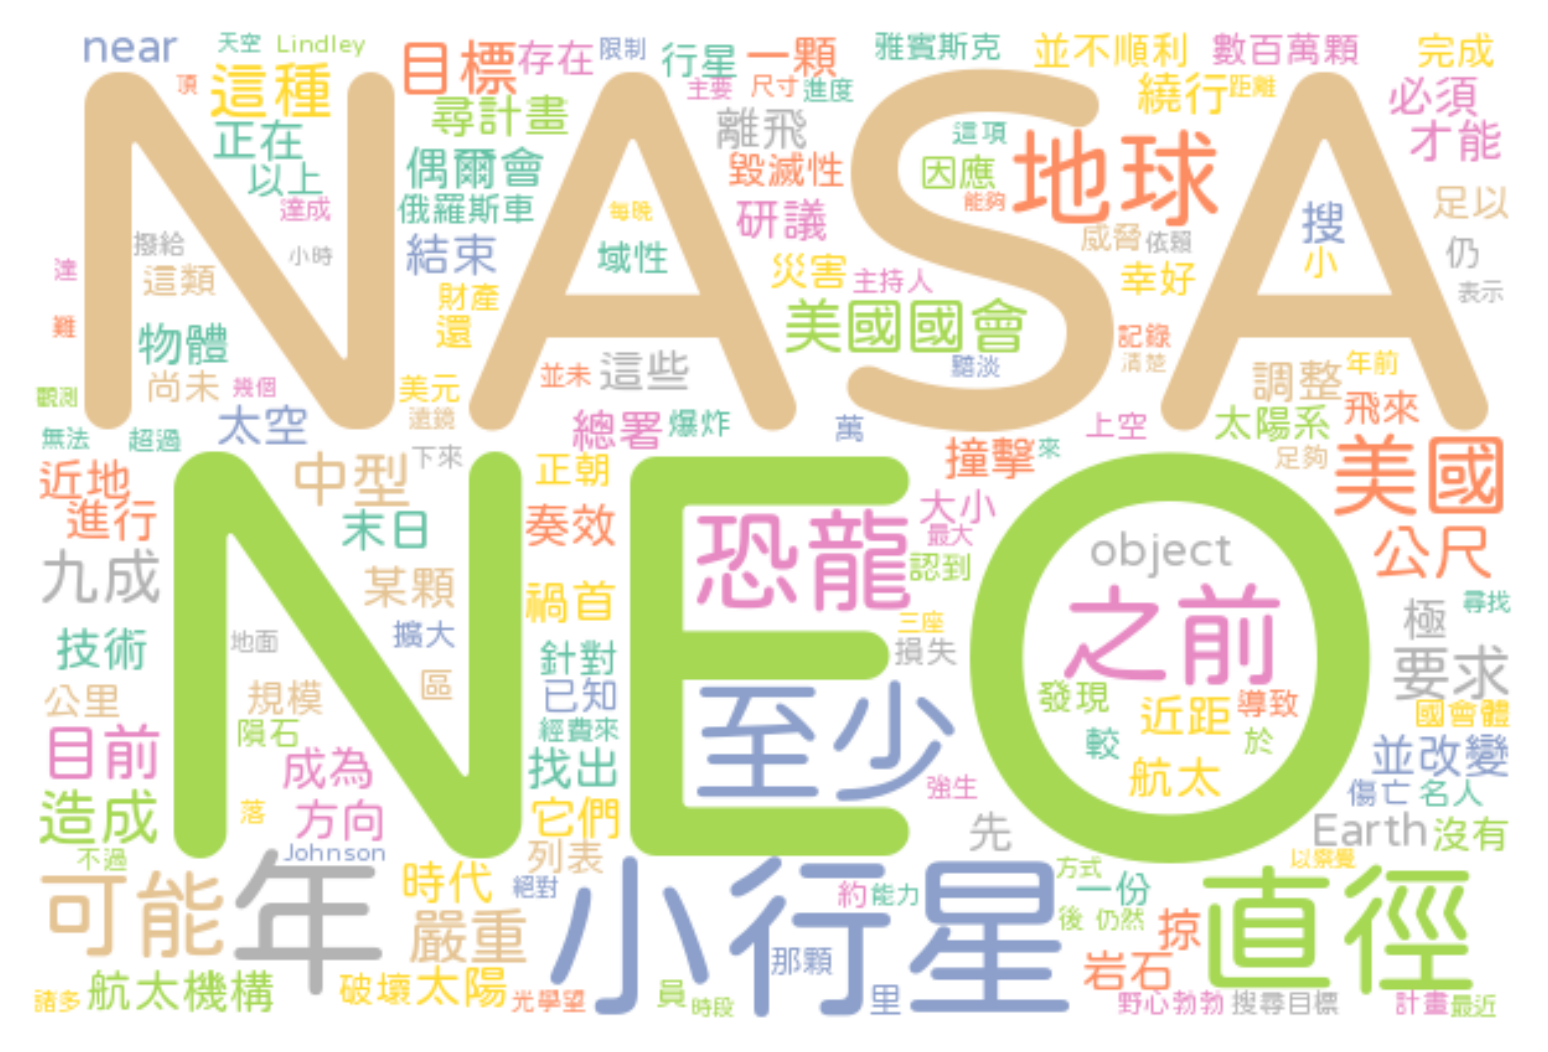 near 天空 Lindley 目標 存在 限制 行星 一顆 雅賓斯克 並不順利 數百萬顆 完成
頂 這種 主要 尺寸 進度 繞行 距離 必須
尋計畫 離飛
正在 這項 地球 才能
以上 偶爾會 毀滅性 因應
達成 俄羅斯車 每晚 研議 能夠 搜 足以
NASA
撥給 小時 結束 域性 威脅 依賴 仍
達 這類 災害 主持人 幸好 小 表示
財產
難 物體 還 美國國會 記錄
尚未 幾個 並未 這些 黯淡 清楚 調整 年前
觀測 美元
太空 遠鏡 總署 爆炸 萬 上空 太陽系 飛來
無法 超過
近地 中型 下來 正朝 撞擊 來 足夠 美國
進行 末日 奏效 恐龍 大小 最大
NEO
九成 某顆 禍首 認到 object 公尺
技術 地面 擴大 針對 三座 損失 之前 極 尋找
公里 規模 區 已知 至少 發現 近距 導致 要求
隕石 經費來 國會體
目前 成為 找出 較 於 並改變
航太
造成 落 方向 它們 強生 傷亡 名人
先 Earth 沒有
不過 Johnson 列表
可能 年 時代 絕對 小行星 約 能力 方式 一份 直徑
嚴重 後 仍然 掠
那顆 岩石
諸多 航太機構 破壞 太陽 光學望 員 時段 里 野心勃勃 搜尋目標 計畫 最近